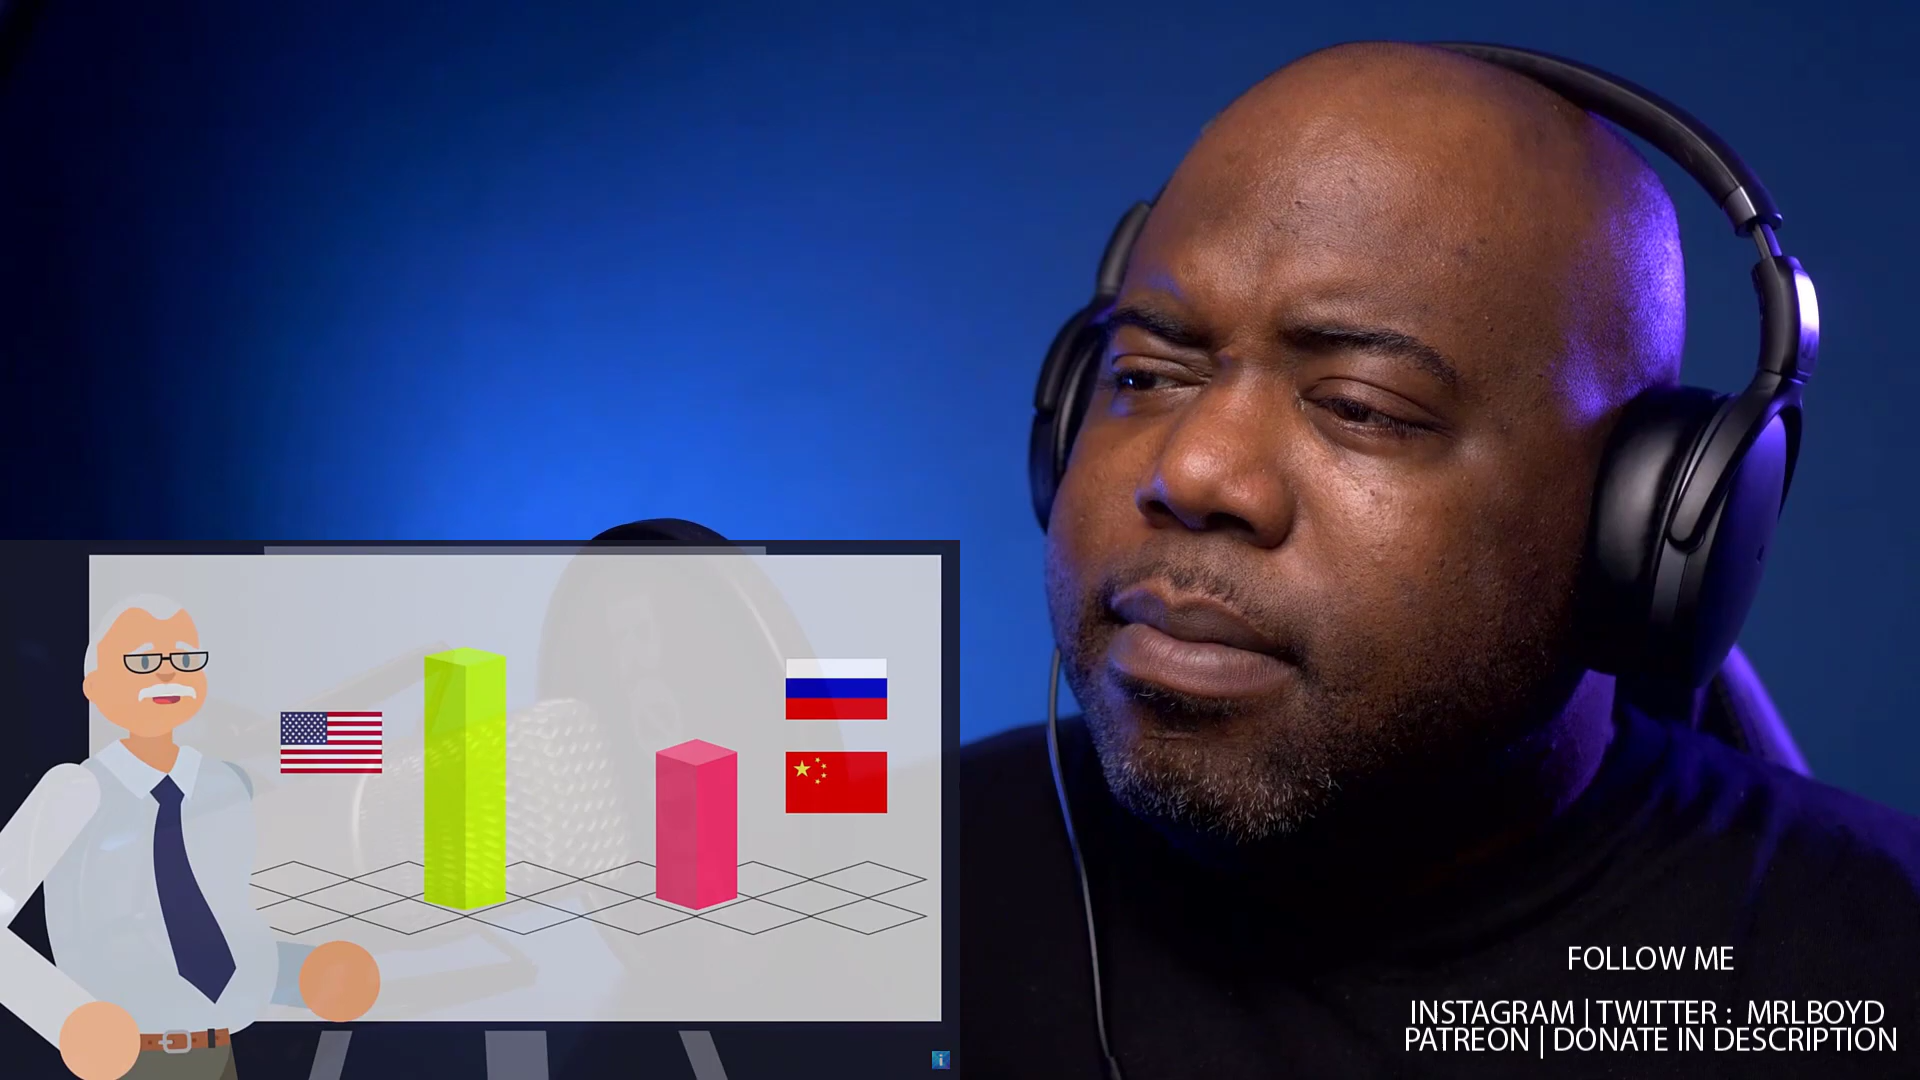 FOLLOW ME
INSTAGRAM | TWITTER : MRLBOYD
PATREON | DONATE IN DESCRIPTION